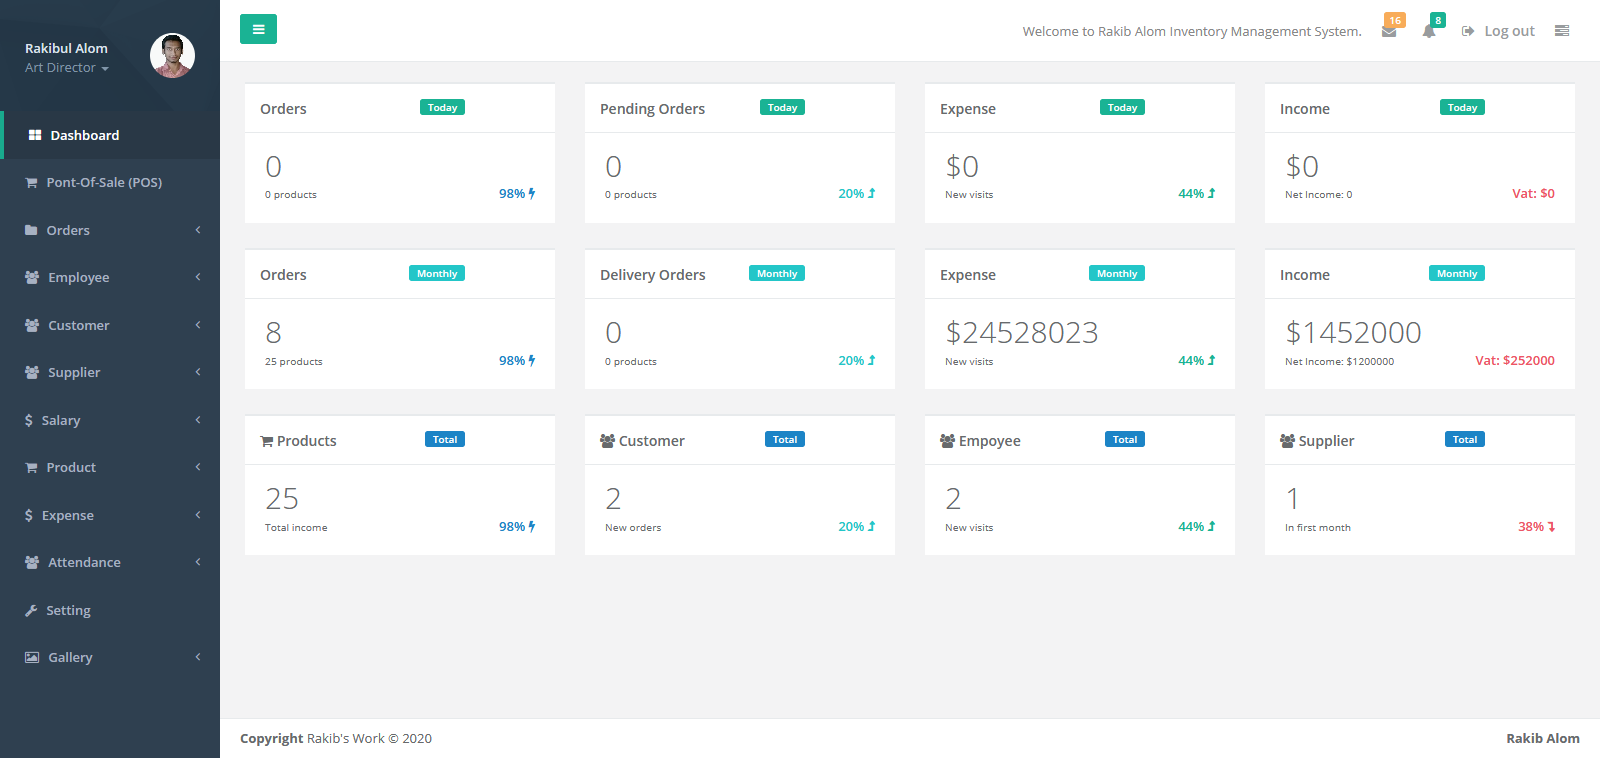 Rakibul Alom
Art Director
Dashboard
Pont-Of-Sale (POS)
Orders
Employee
Customer
Supplier
Salary
Product
Expense
Attendance
Setting
Gallery
Welcome to Rakib Alom Inventory Management System.
16
8
Log out
Orders Today
0
0 products 98%
Pending Orders Today
0
0 products 20%
Expense Today
$0
New visits 44%
Income Today
$0
Net Income: 0 Vat: $0
Orders Monthly
8
25 products 98%
Delivery Orders Monthly
0
0 products 20%
Expense Monthly
$24528023
New visits 44%
Income Monthly
$1452000
Net Income: $1200000 Vat: $252000
Products Total
25
Total income 98%
Customer Total
2
New orders 20%
Empoyee Total
2
New visits 44%
Supplier Total
1
In first month 38%
Copyright Rakib's Work © 2020
Rakib Alom